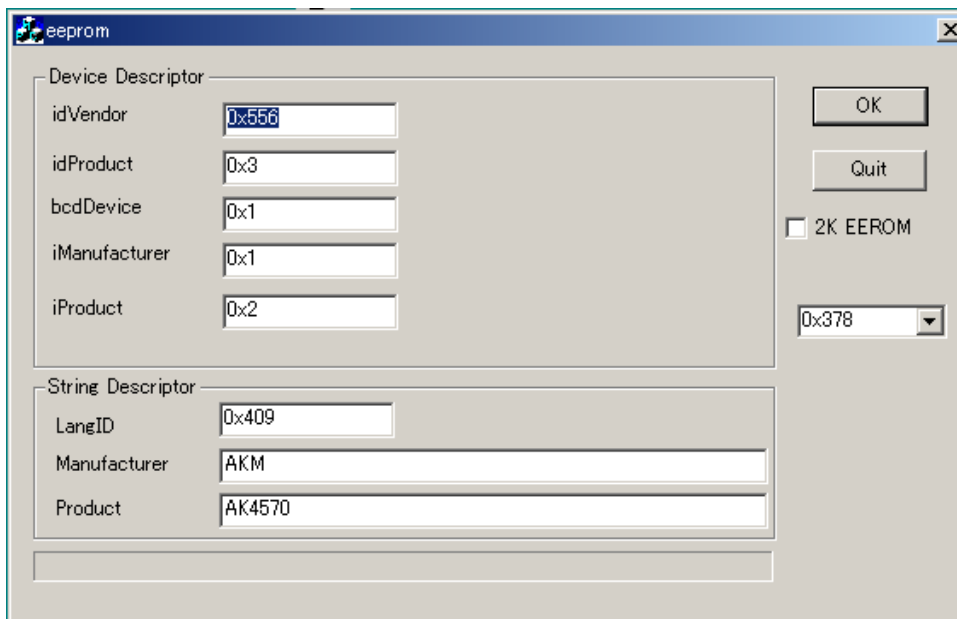 eeprom
Device Descriptor
idVendor
0x556
OK
idProduct
0x3
Quit
bcdDevice
0x1
2K EEROM
iManufacturer
0x1
iProduct
0x2
0x378
String Descriptor
LangID
0x409
Manufacturer
AKM
Product
AK4570